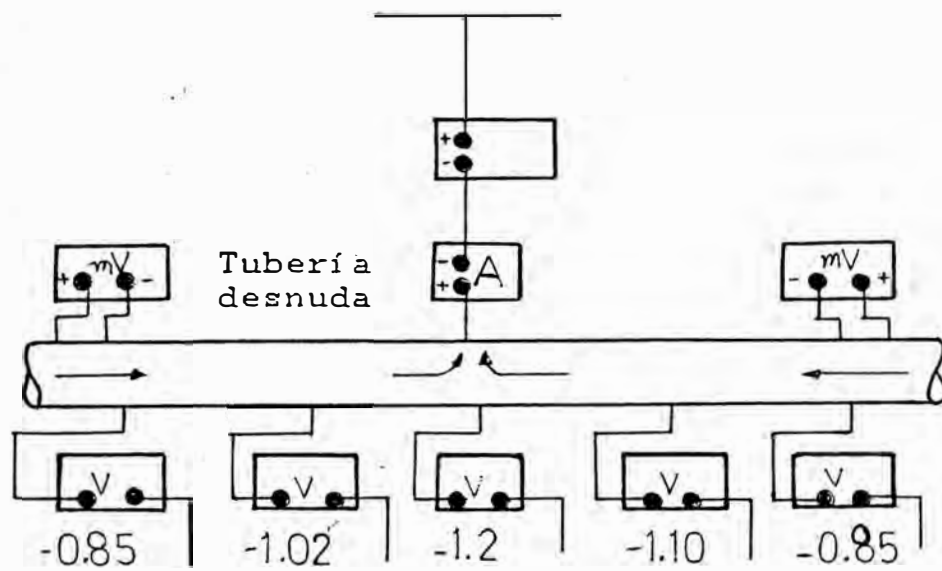 +
-
mV
+ -
Tubería
desnuda
-
+ A
mV
- +
V V V V V
-0.85 -1.02 -1.2 -1.10 -0.85